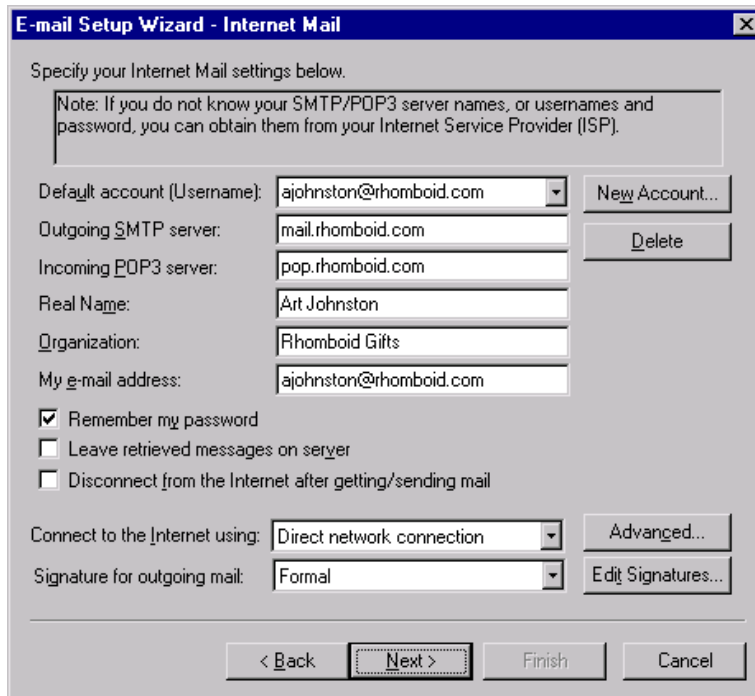 E-mail Setup Wizard - Internet Mail
Specify your Internet Mail settings below.
Note: If you do not know your SMTP/POP3 server names, or usernames and
password, you can obtain them from your Internet Service Provider (ISP).
Default account (Username): ajohnston@rhomboid.com New Account...
Outgoing SMTP server: mail.rhomboid.com Delete
Incoming POP3 server: pop.rhomboid.com
Real Name: Art Johnston
Organization: Rhomboid Gifts
My e-mail address: ajohnston@rhomboid.com
Remember my password
Leave retrieved messages on server
Disconnect from the Internet after getting/sending mail
Connect to the Internet using: Direct network connection Advanced...
Signature for outgoing mail: Formal Edit Signatures...
< Back Next > Finish Cancel